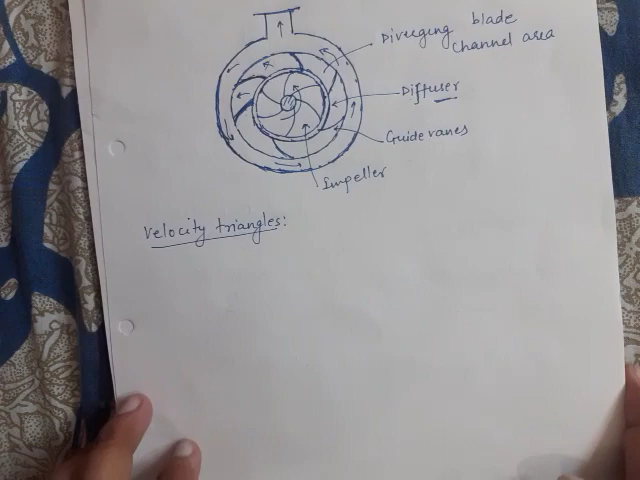 Diverging blade
channel area
Diffuser
Guide vanes
Impeller
Velocity triangles: